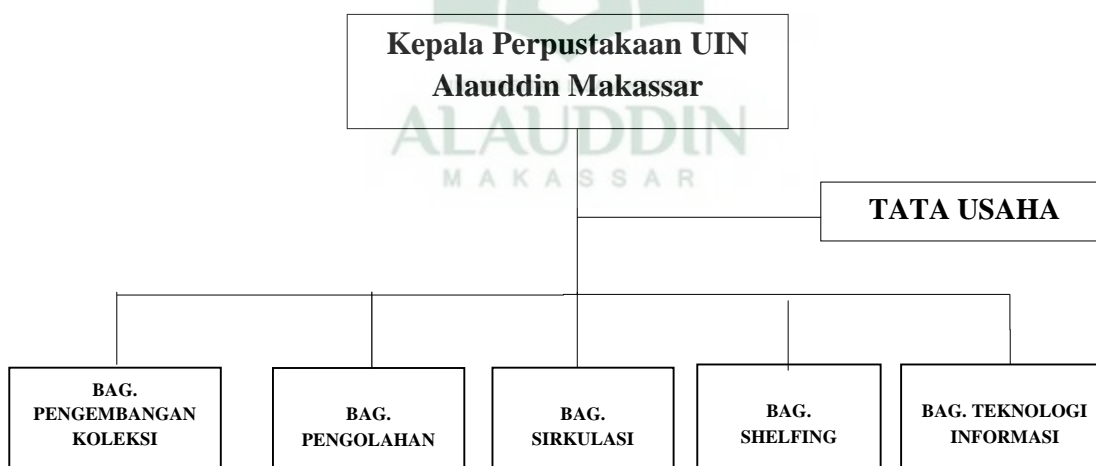 Kepala Perpustakaan UIN
Alauddin Makassar
ALAUDDIN
MAKASSAR
TATA USAHA
BAG.
PENGEMBANGAN
KOLEKSI
BAG.
PENGOLAHAN
BAG.
SIRKULASI
BAG.
SHELFING
BAG. TEKNOLOGI
INFORMASI